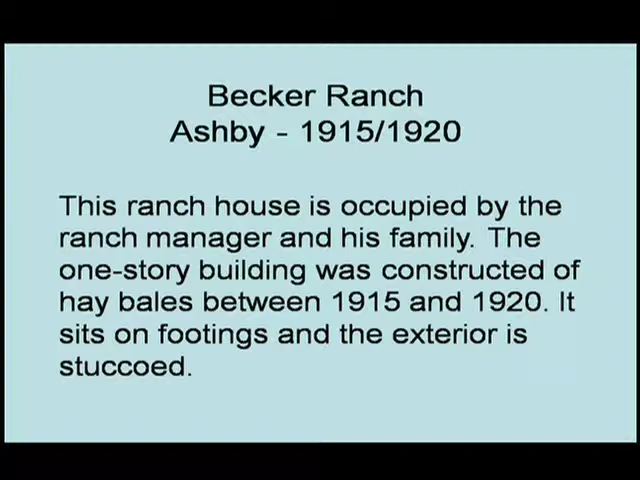 Becker Ranch
Ashby - 1915/1920
This ranch house is occupied by the
ranch manager and his family. The
one-story building was constructed of
hay bales between 1915 and 1920. It
sits on footings and the exterior is
stuccoed.